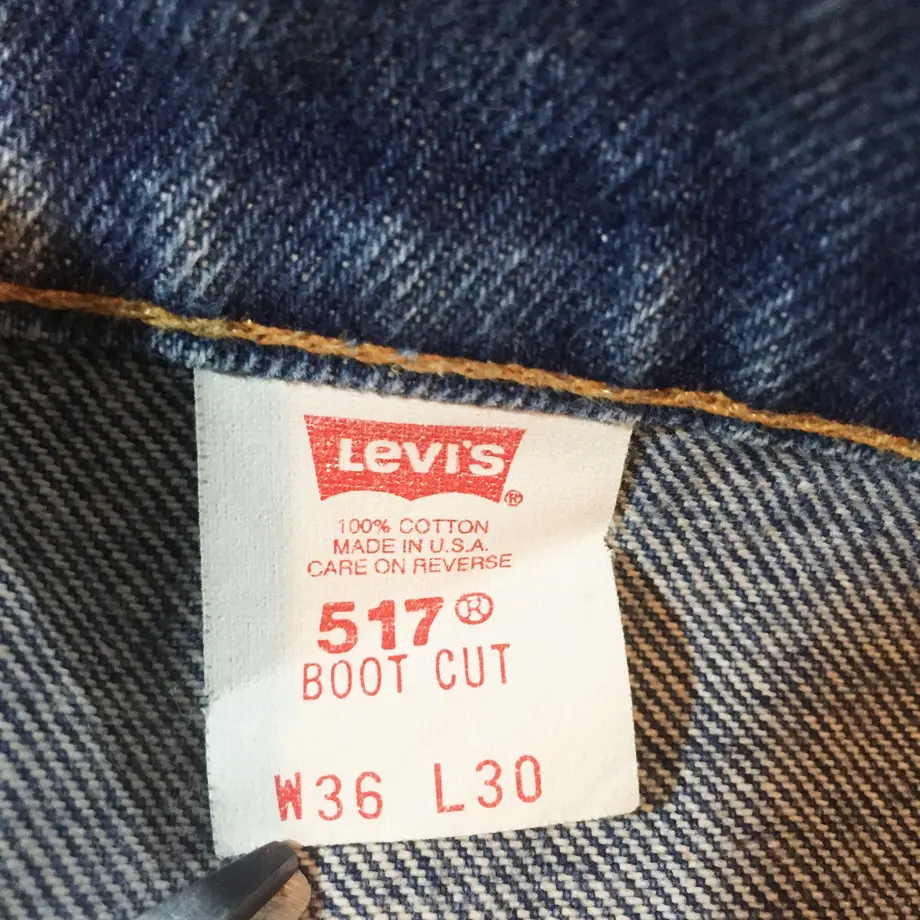 Levi's®
100% COTTON
MADE IN U.S.A.
CARE ON REVERSE
517®
BOOT CUT
W36 L30